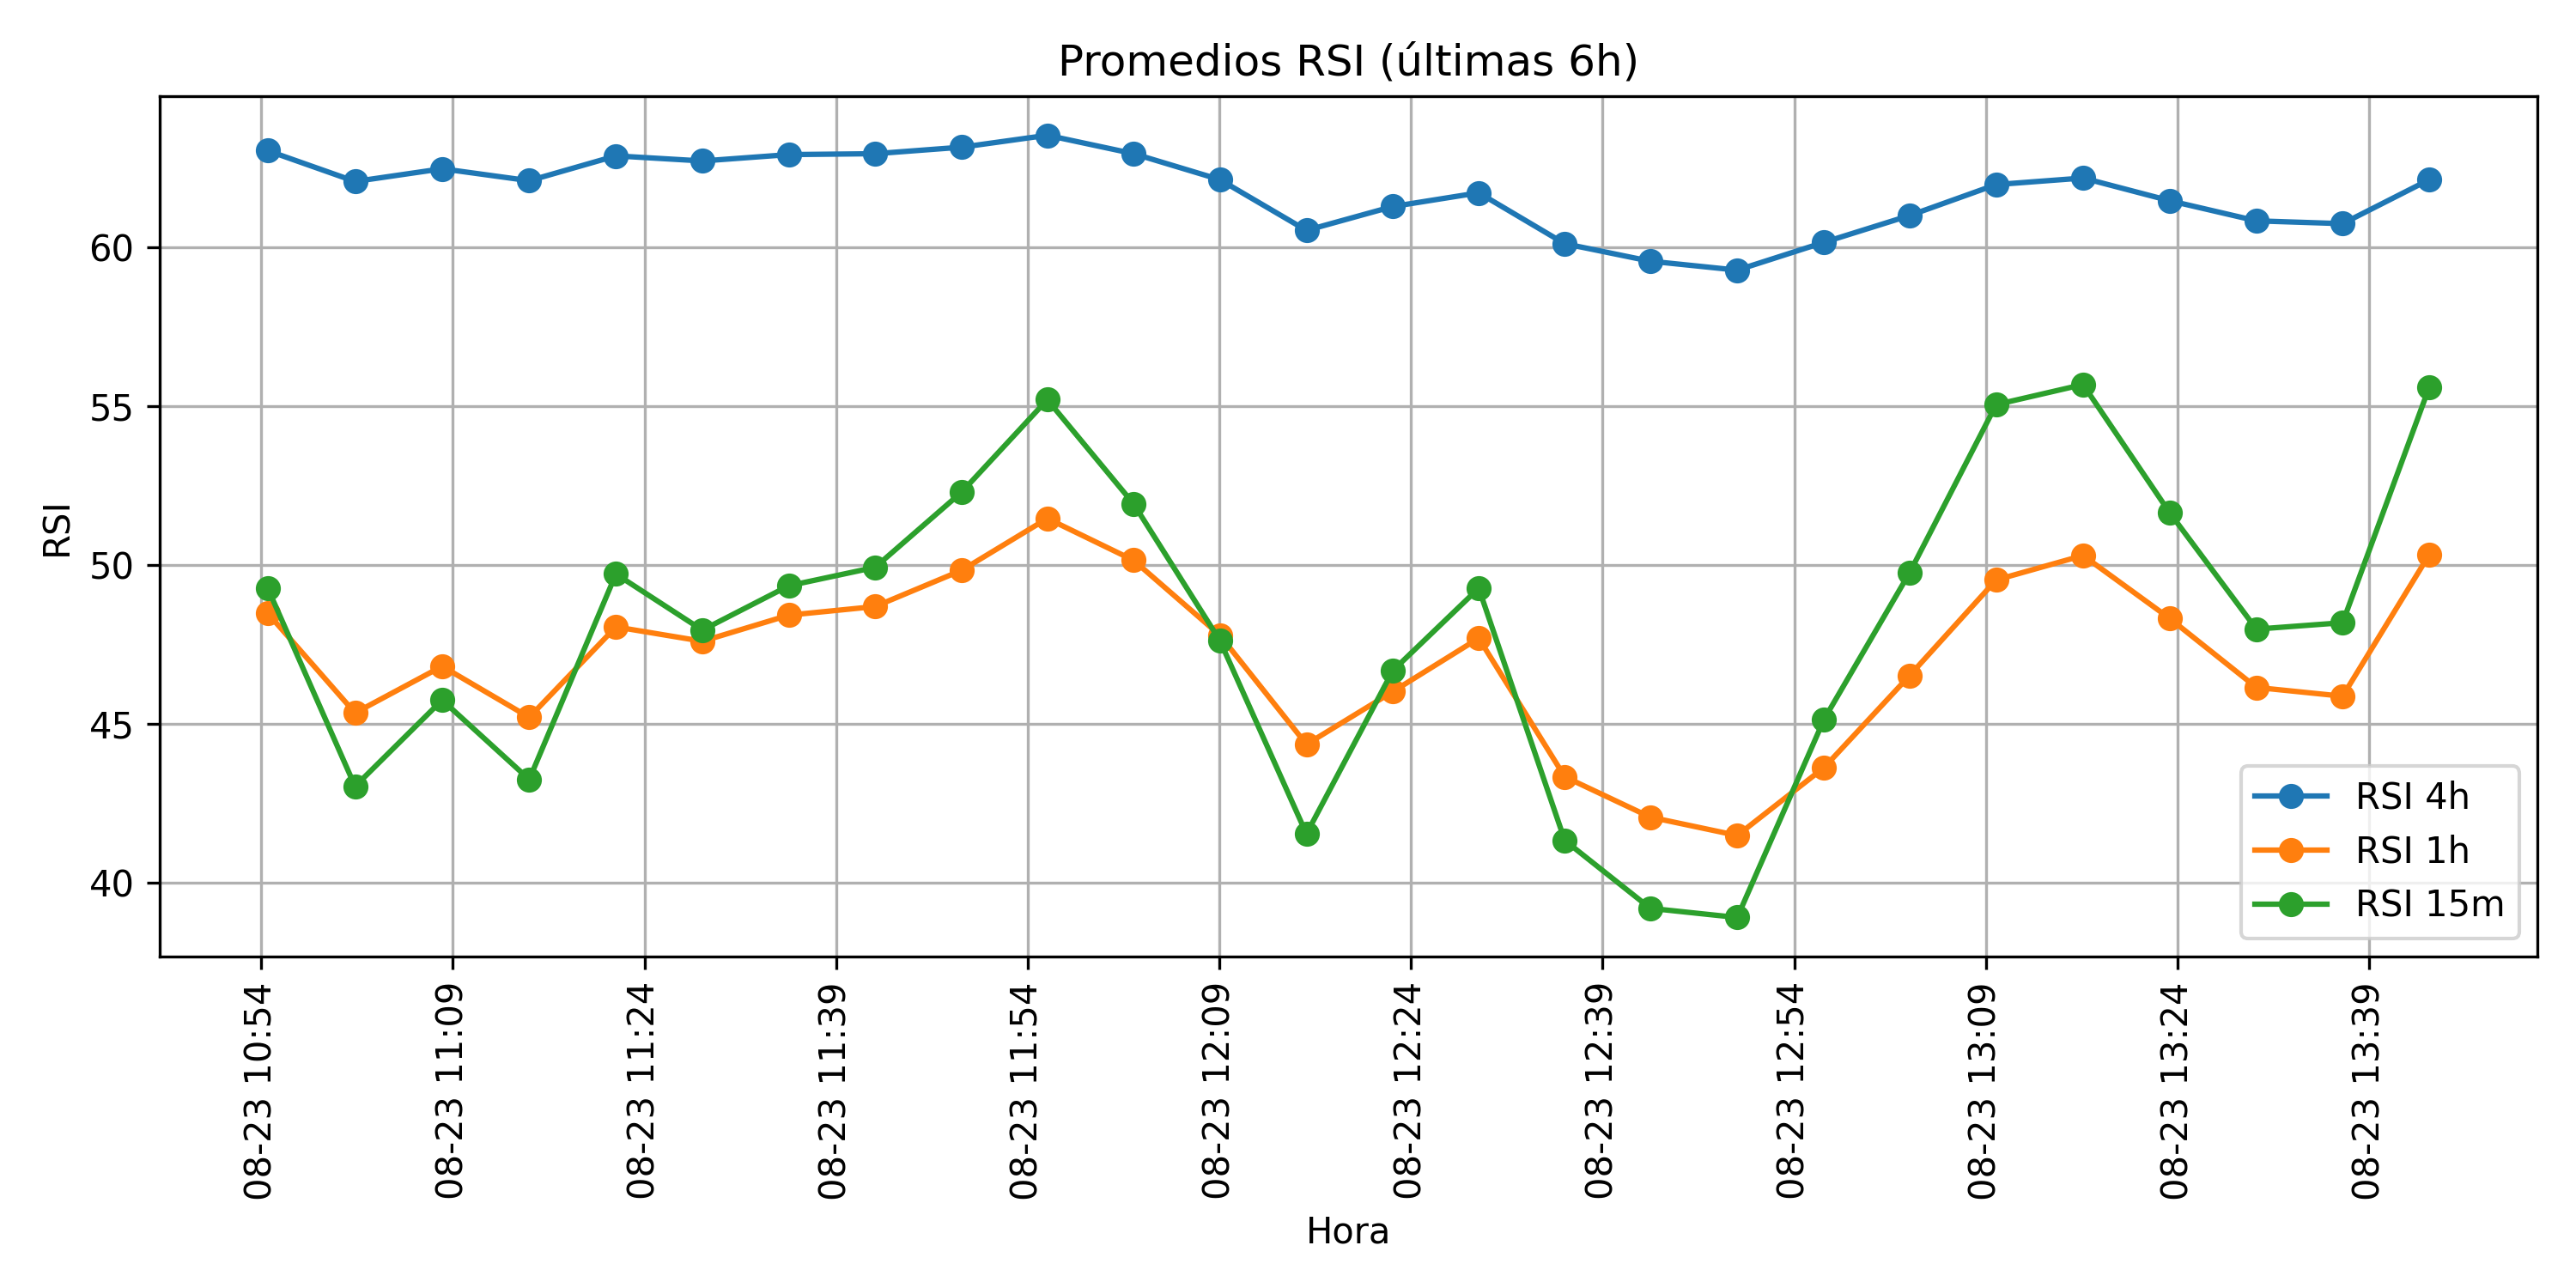 Promedios RSI (últimas 6h)
RSI
60
55
50
45
40
RSI 4h
RSI 1h
RSI 15m
08-23 10:54
08-23 11:09
08-23 11:24
08-23 11:39
08-23 11:54
08-23 12:09
08-23 12:24
08-23 12:39
08-23 12:54
08-23 13:09
08-23 13:24
08-23 13:39
Hora